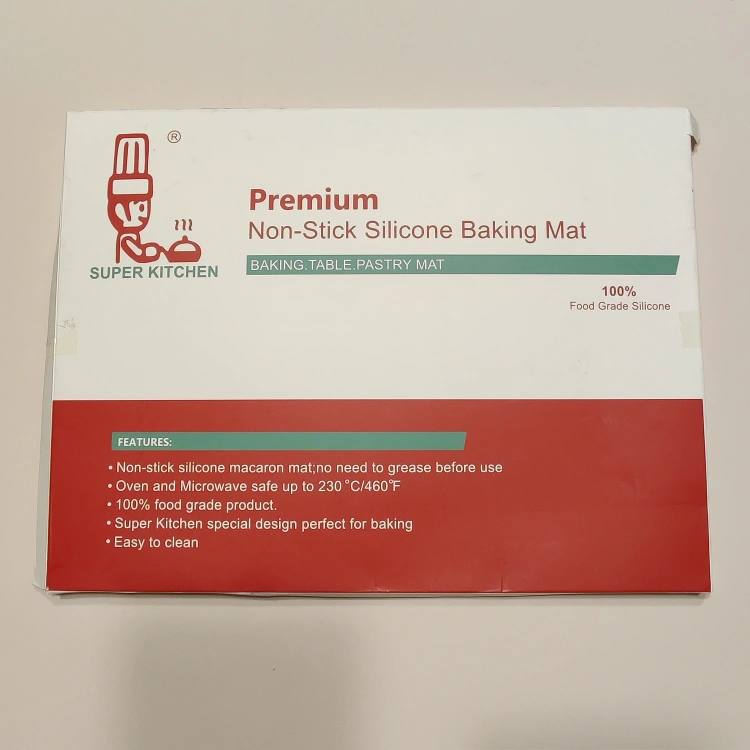 ®
SUPER KITCHEN
Premium
Non-Stick Silicone Baking Mat
BAKING.TABLE.PASTRY MAT
100%
Food Grade Silicone
FEATURES:
• Non-stick silicone macaron mat;no need to grease before use
• Oven and Microwave safe up to 230°C/460°F
• 100% food grade product.
• Super Kitchen special design perfect for baking
• Easy to clean